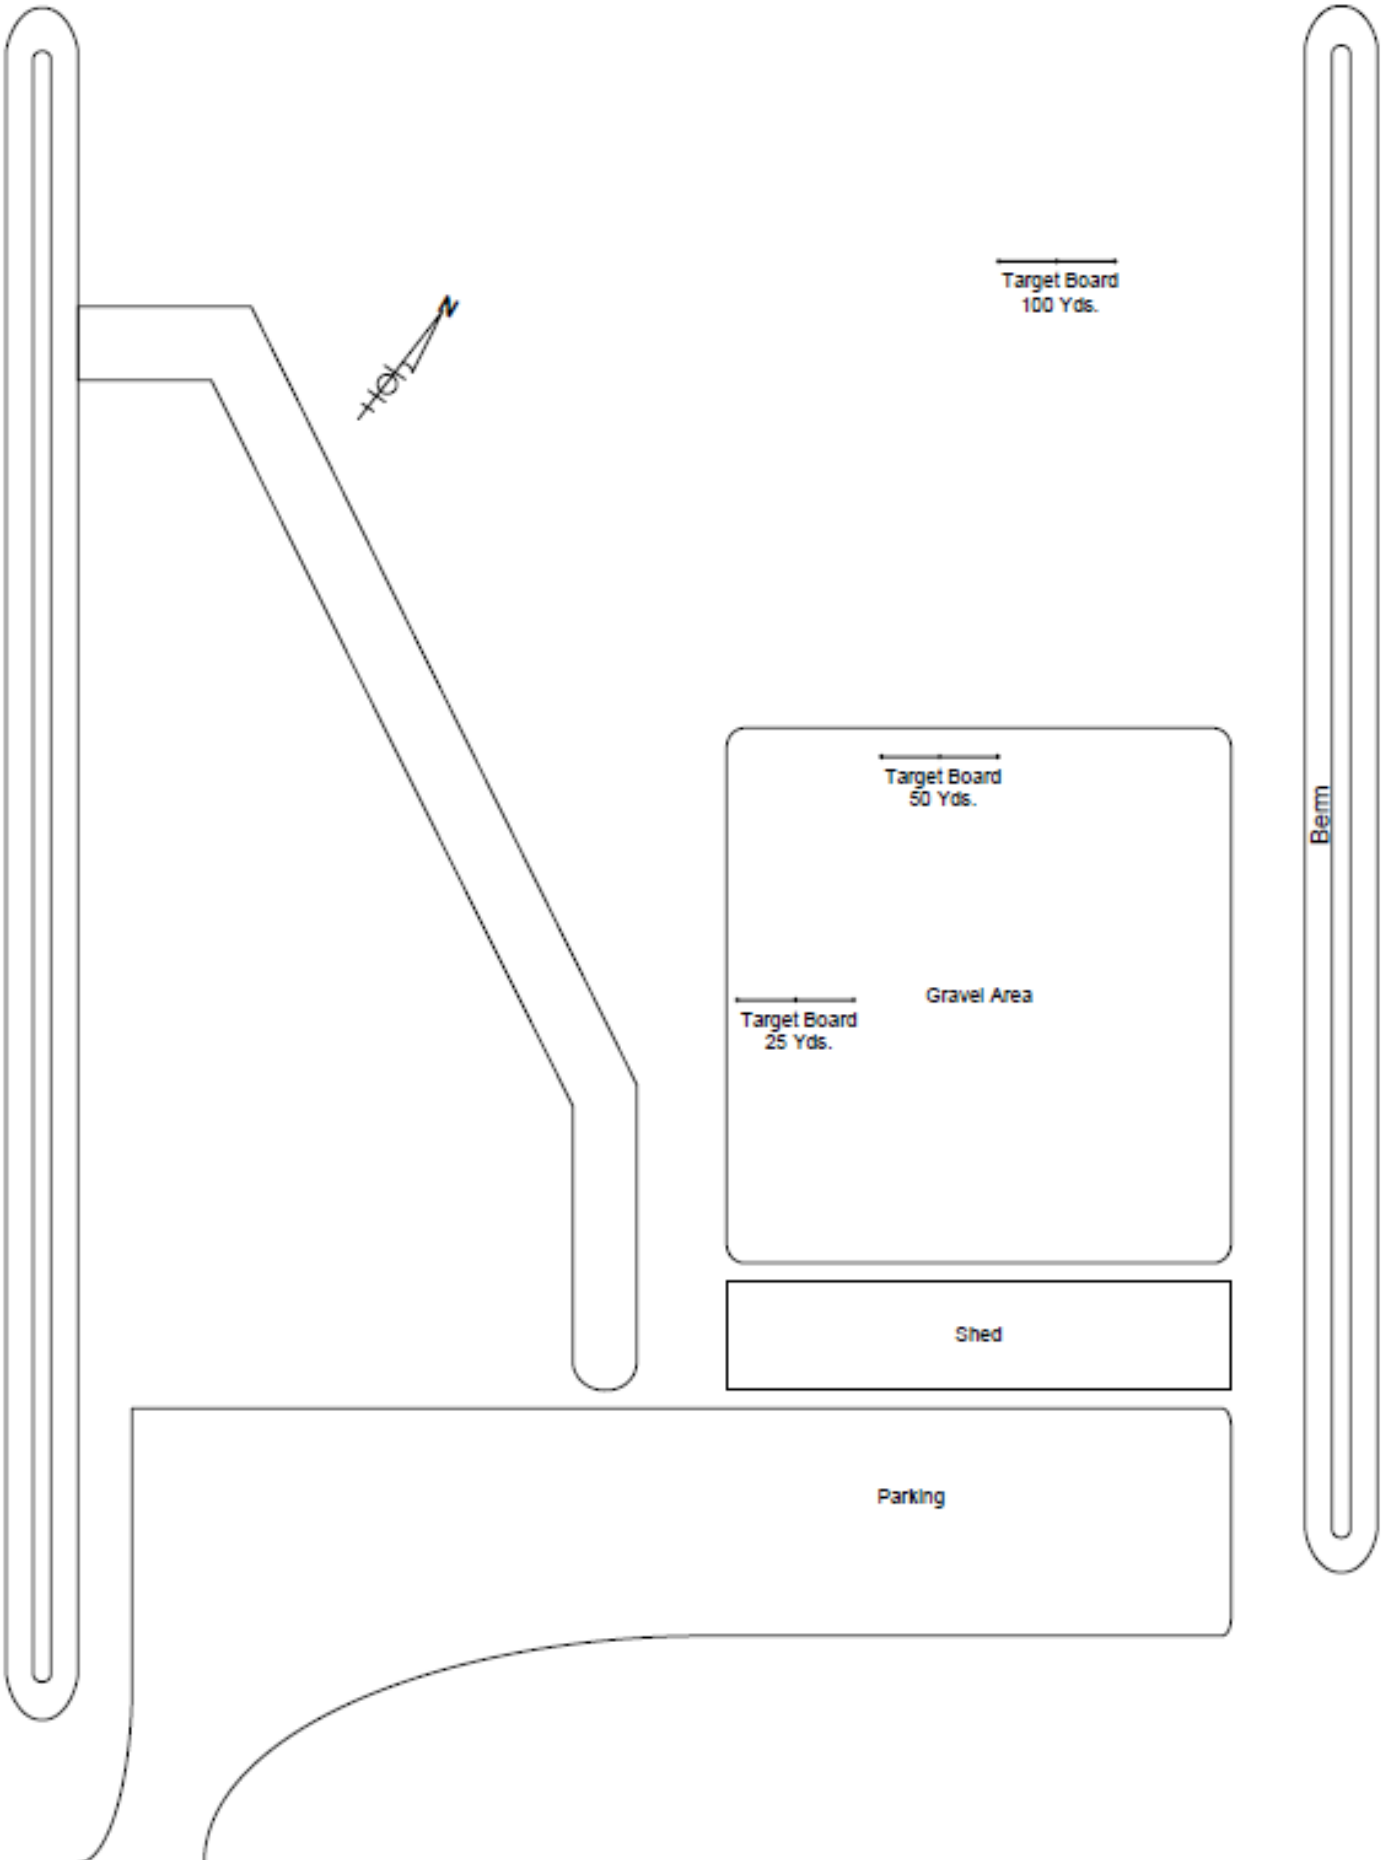 N
Target Board
100 Yds.
Target Board
50 Yds.
Berm
Gravel Area
Target Board
25 Yds.
Shed
Parking